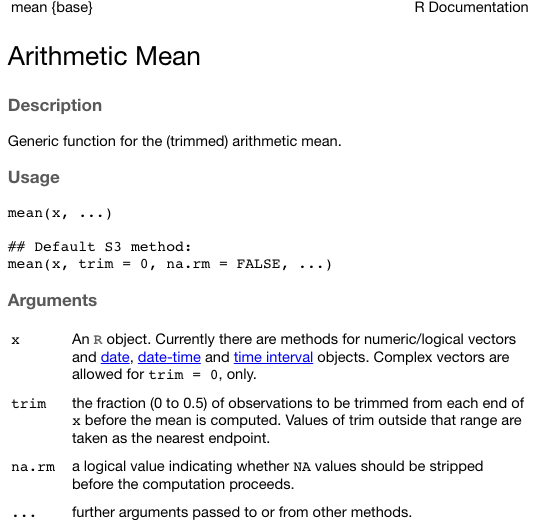 mean {base} R Documentation
Arithmetic Mean
Description
Generic function for the (trimmed) arithmetic mean.
Usage
mean(x, ...)
## Default S3 method:
mean(x, trim = 0, na.rm = FALSE, ...)
Arguments
x An R object. Currently there are methods for numeric/logical vectors
and date, date-time and time interval objects. Complex vectors are
allowed for trim = 0, only.
trim the fraction (0 to 0.5) of observations to be trimmed from each end of
x before the mean is computed. Values of trim outside that range are
taken as the nearest endpoint.
na.rm a logical value indicating whether NA values should be stripped
before the computation proceeds.
... further arguments passed to or from other methods.